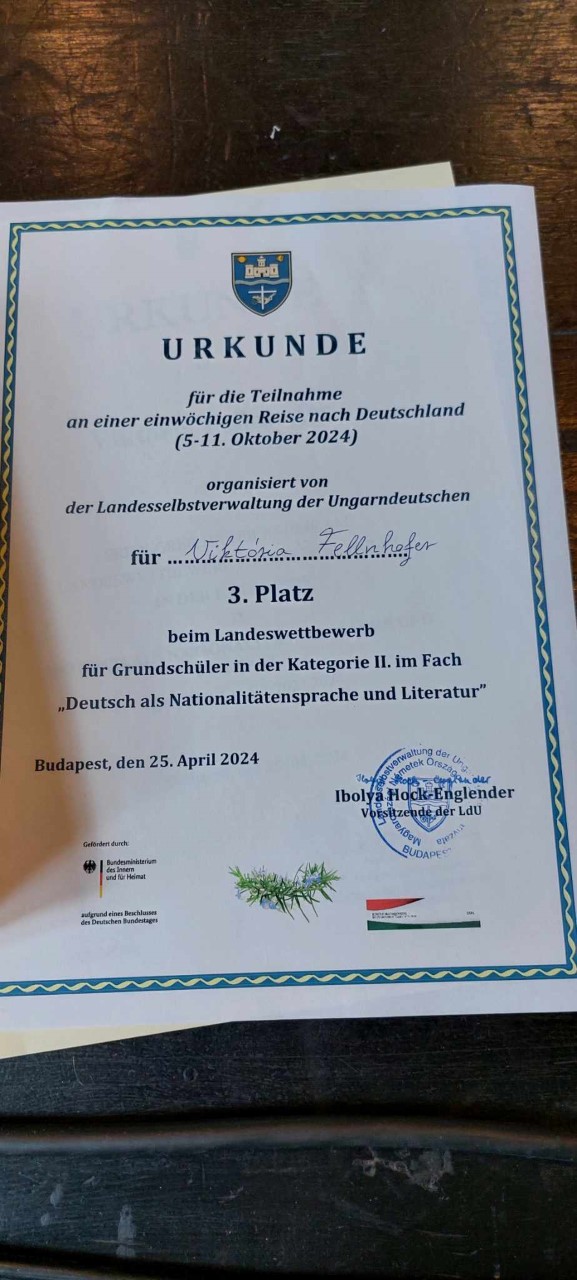 URKUNDE
für die Teilnahme
an einer einwöchigen Reise nach Deutschland
(5-11. Oktober 2024)
organisiert von
der Landesselbstverwaltung der Ungarndeutschen
für Viktória Fellnhofer
3. Platz
beim Landeswettbewerb
für Grundschüler in der Kategorie II. im Fach
„Deutsch als Nationalitätensprache und Literatur”
Budapest, den 25. April 2024
Ibolya Hock-Englender
Vorsitzende der LdU
Landesselbstverwaltung der
BUDAPE
Gefördert durch:
Bundesministerium
des Innern
und für Heimat
aufgrund eines Beschlusses
des Deutschen Bundestages